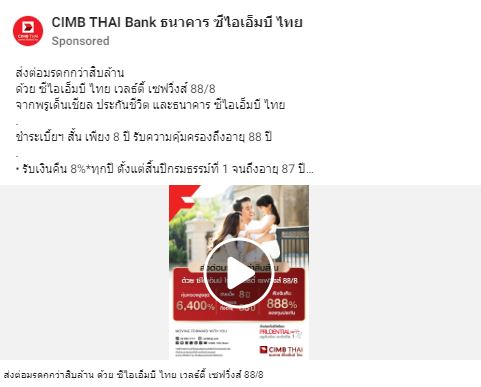 CIMB THAI Bank ธนาคาร ซีไอเอ็มบี ไทย
Sponsored
ส่งต่อมรดกกว่าสิบล้าน
ด้วย ซีไอเอ็มบี ไทย เวลธ์ตี้ เซฟวิ่งส์ 88/8
จากพรูเด็นเชียล ประกันชีวิต และธนาคาร ซีไอเอ็มบี ไทย
.
ชำระเบี้ยฯ สั้น เพียง 8 ปี รับความคุ้มครองถึงอายุ 88 ปี
.
• รับเงินคืน 8%*ทุกปี ตั้งแต่สิ้นปีกรมธรรม์ที่ 1 จนถึงอายุ 87 ปี...
6,400%
8 ปี
888%
MOVING FORWARD WITH YOU
PRUDENTIAL
CIMB THAI
ส่งต่อมรดกกว่าสิบล้าน ด้วย ซีไอเอ็มบี ไทย เวลธ์ตี้ เซฟวิ่งส์ 88/8